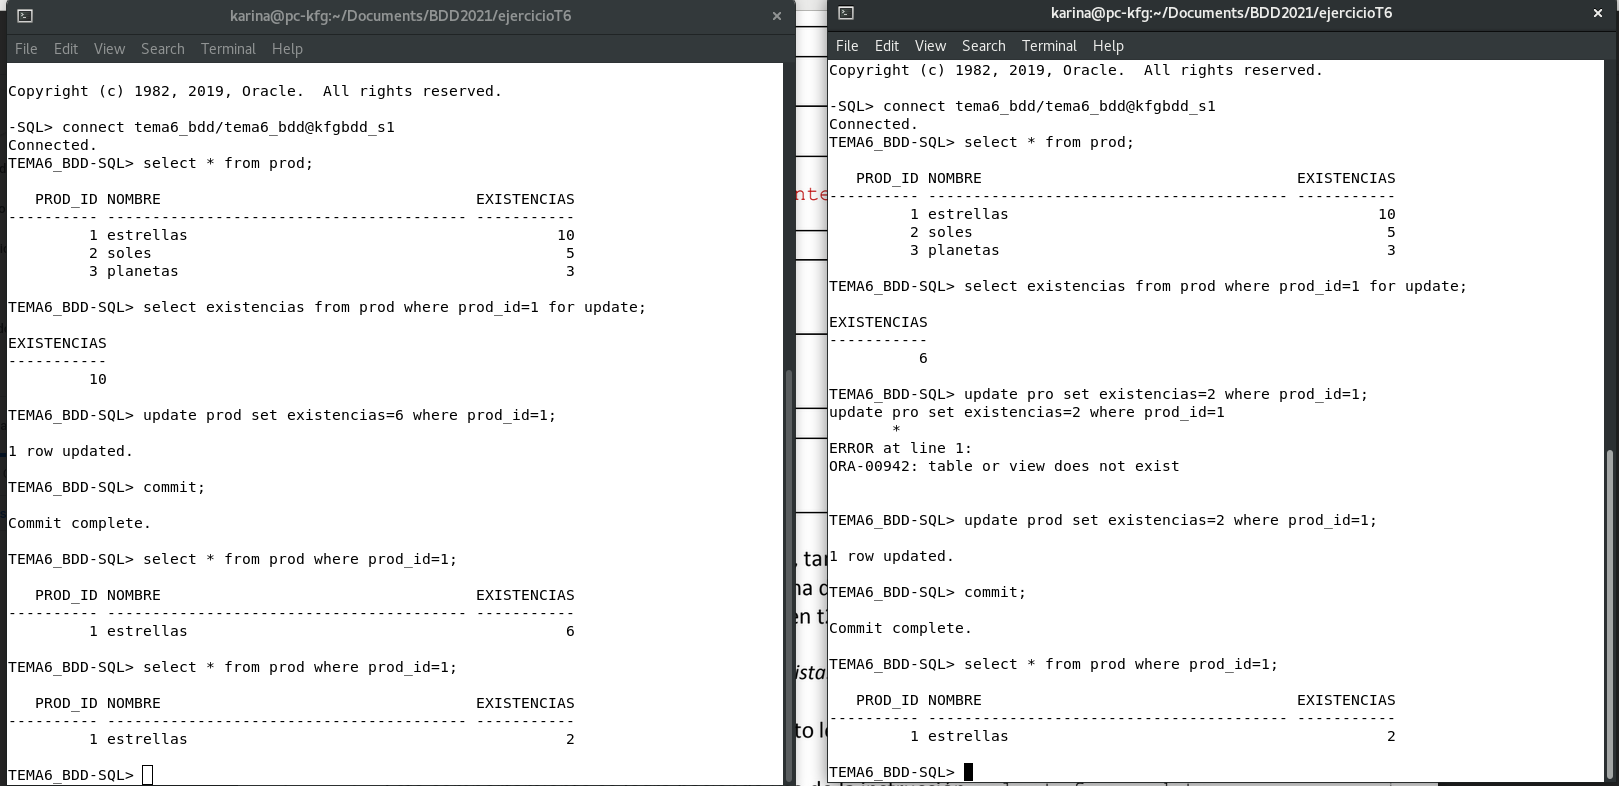 karina@pc-kfg:~/Documents/BDD2021/ejercicioT6
File Edit View Search Terminal Help
Copyright (c) 1982, 2019, Oracle.  All rights reserved.
-SQL> connect tema6_bdd/tema6_bdd@kfgbdd_s1
Connected.
TEMA6_BDD-SQL> select * from prod;
   PROD_ID NOMBRE                                   EXISTENCIAS
---------- ---------------------------------------- -----------
         1 estrellas                                         10
         2 soles                                              5
         3 planetas                                           3
TEMA6_BDD-SQL> select existencias from prod where prod_id=1 for update;
EXISTENCIAS
-----------
         10
TEMA6_BDD-SQL> update prod set existencias=6 where prod_id=1;
1 row updated.
TEMA6_BDD-SQL> commit;
Commit complete.
TEMA6_BDD-SQL> select * from prod where prod_id=1;
   PROD_ID NOMBRE                                   EXISTENCIAS
---------- ---------------------------------------- -----------
         1 estrellas                                          6
TEMA6_BDD-SQL> select * from prod where prod_id=1;
   PROD_ID NOMBRE                                   EXISTENCIAS
---------- ---------------------------------------- -----------
         1 estrellas                                          2
TEMA6_BDD-SQL>
karina@pc-kfg:~/Documents/BDD2021/ejercicioT6
File Edit View Search Terminal Help
Copyright (c) 1982, 2019, Oracle.  All rights reserved.
-SQL> connect tema6_bdd/tema6_bdd@kfgbdd_s1
Connected.
TEMA6_BDD-SQL> select * from prod;
   PROD_ID NOMBRE                                   EXISTENCIAS
---------- ---------------------------------------- -----------
         1 estrellas                                         10
         2 soles                                              5
         3 planetas                                           3
TEMA6_BDD-SQL> select existencias from prod where prod_id=1 for update;
EXISTENCIAS
-----------
          6
TEMA6_BDD-SQL> update pro set existencias=2 where prod_id=1;
update pro set existencias=2 where prod_id=1
       *
ERROR at line 1:
ORA-00942: table or view does not exist
TEMA6_BDD-SQL> update prod set existencias=2 where prod_id=1;
1 row updated.
TEMA6_BDD-SQL> commit;
Commit complete.
TEMA6_BDD-SQL> select * from prod where prod_id=1;
   PROD_ID NOMBRE                                   EXISTENCIAS
---------- ---------------------------------------- -----------
         1 estrellas                                          2
TEMA6_BDD-SQL>